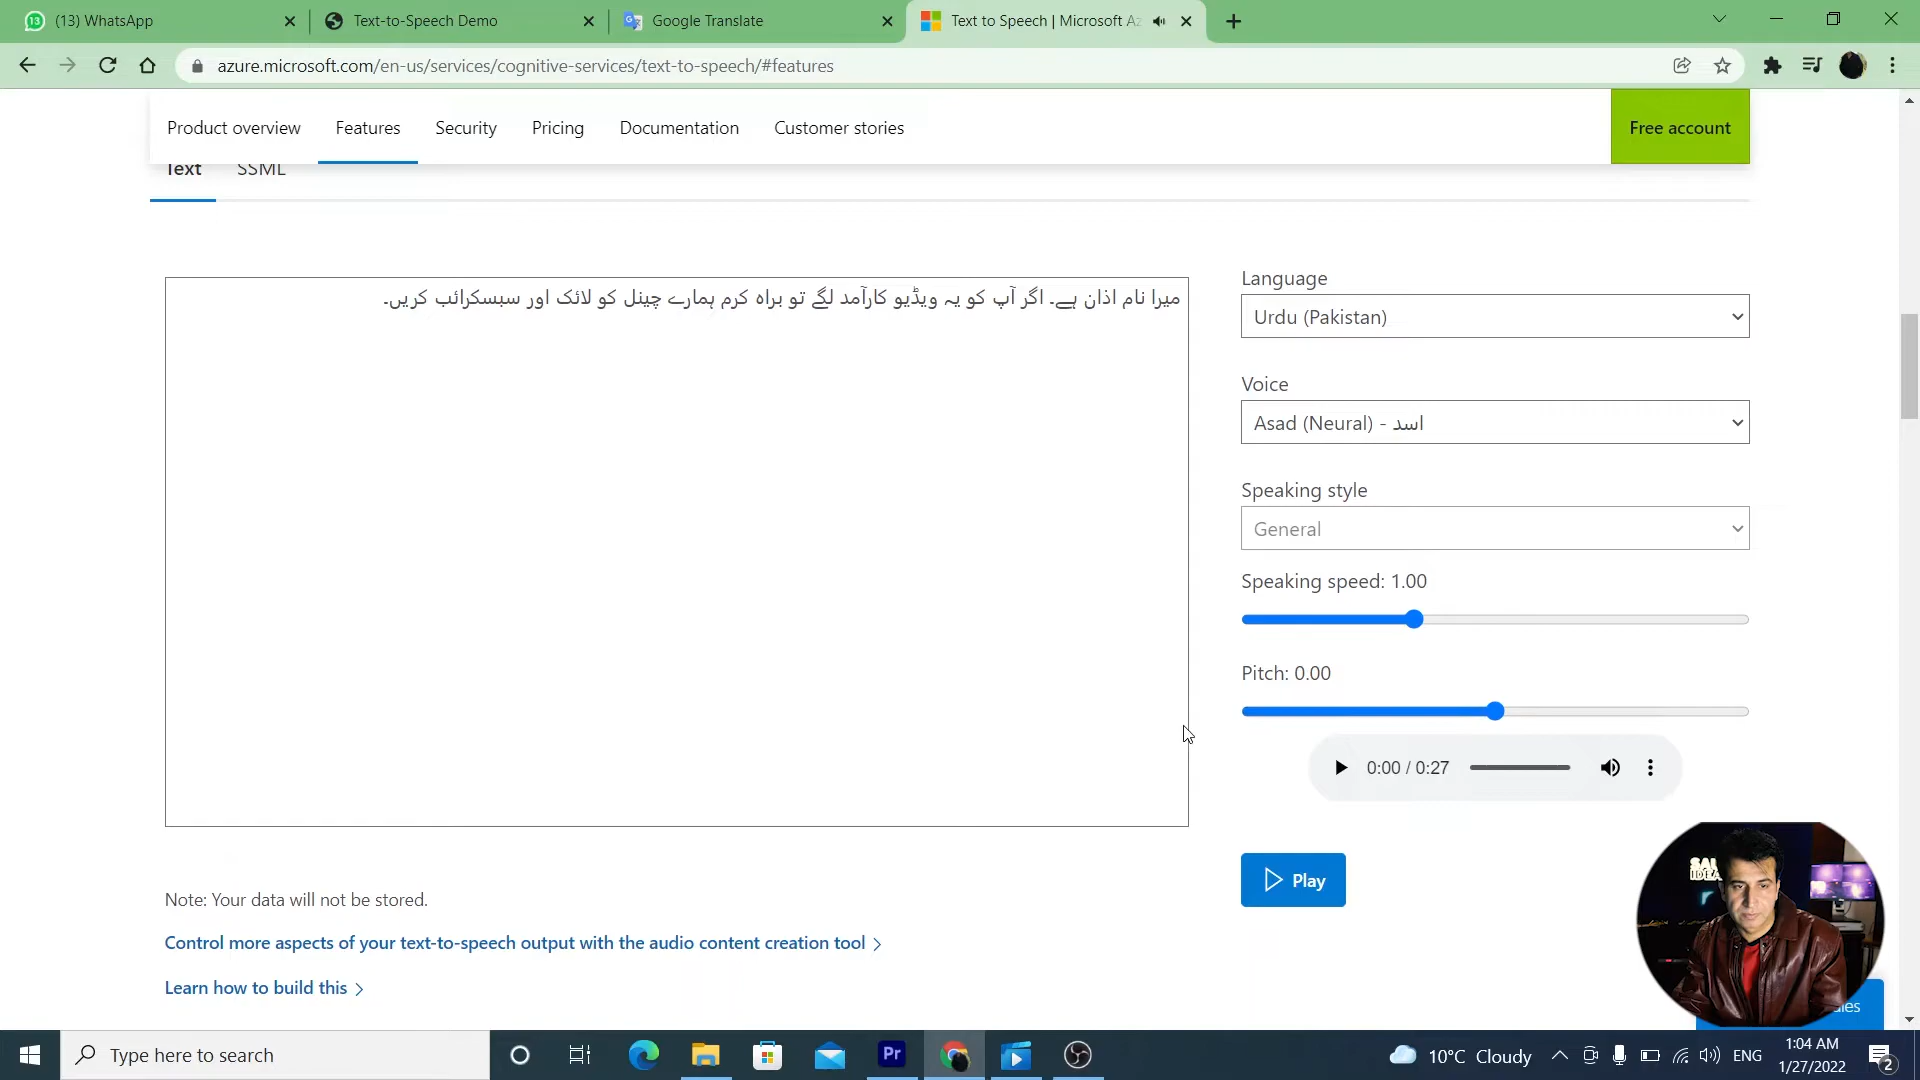 (13) WhatsApp
Text-to-Speech Demo
Google Translate
Text to Speech | Microsoft Az
azure.microsoft.com/en-us/services/cognitive-services/text-to-speech/#features
Product overview
Features
Security
Pricing
Documentation
Customer stories
Free account
Text
SSML
میرا نام اذان ہے۔ اگر آپ کو یہ ویڈیو کارآمد لگے تو براہ کرم ہمارے چینل کو لائک اور سبسکرائب کریں۔
Language
Urdu (Pakistan)
Voice
Asad (Neural) - اسد
Speaking style
General
Speaking speed: 1.00
Pitch: 0.00
0:00 / 0:27
Play
Note: Your data will not be stored.
Control more aspects of your text-to-speech output with the audio content creation tool
Learn how to build this
Type here to search
Pr
10°C Cloudy
ENG
1:04 AM
1/27/2022
2